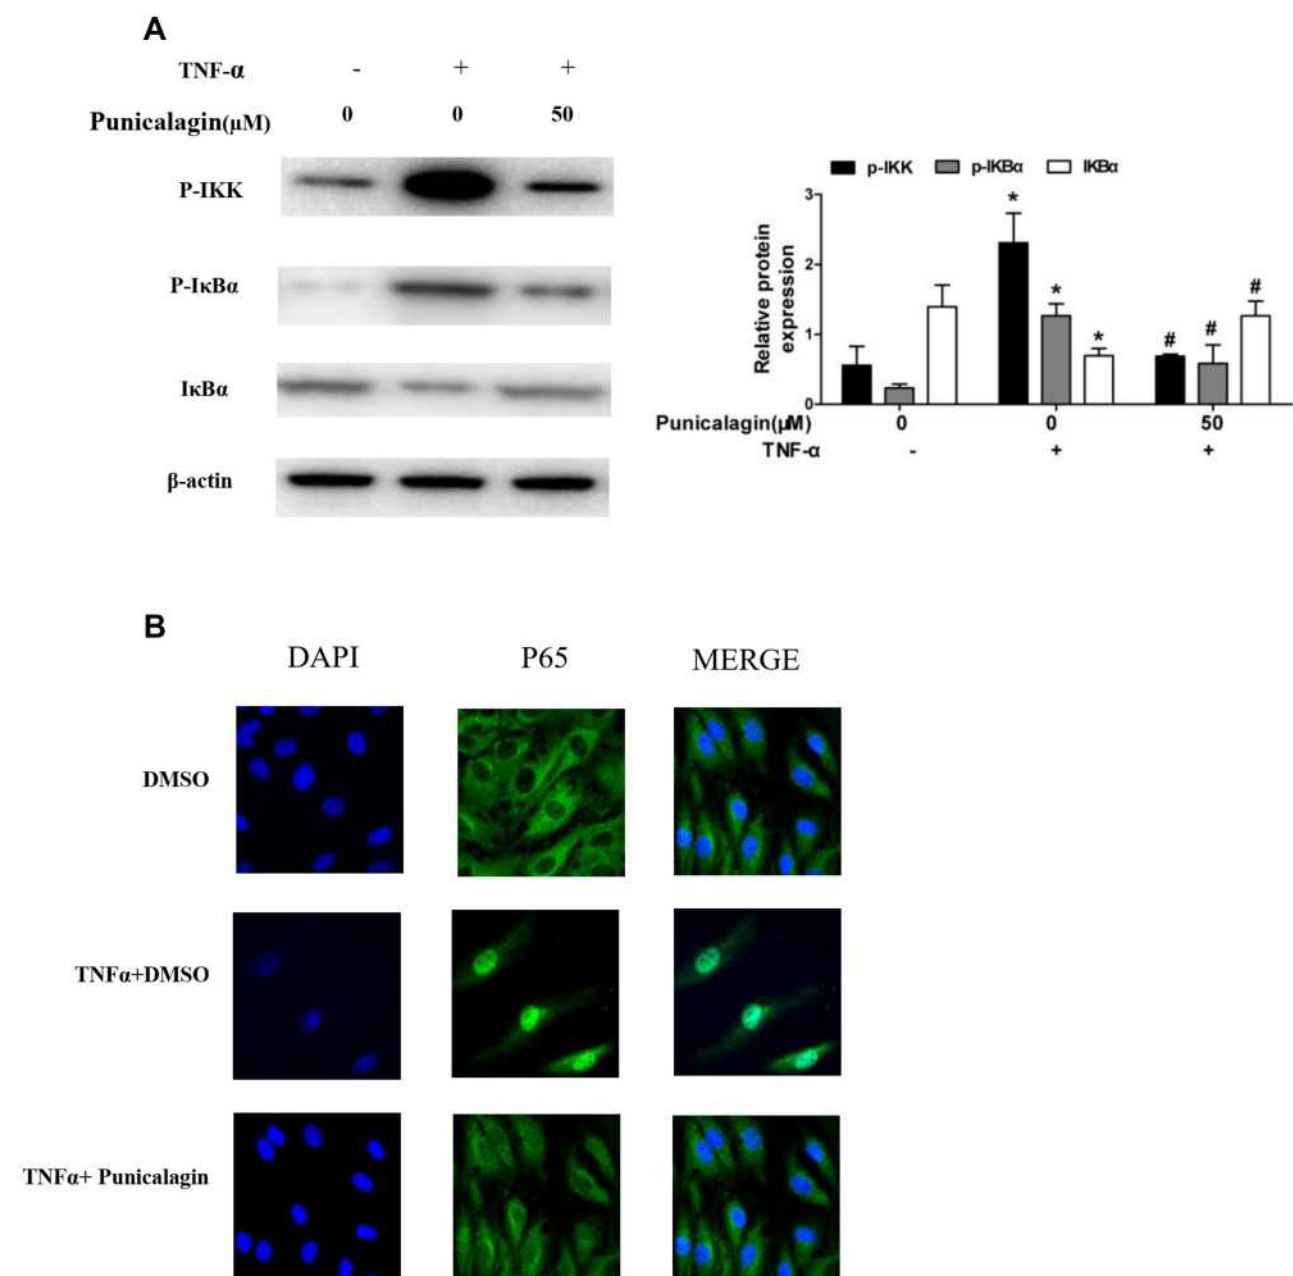 A
TNF-α - + +
Punicalagin(μM) 0 0 50
P-IKK
P-IκBα
IκBα
β-actin
p-IKK p-IKBα IKBα
Relative protein
expression
3
2
1
0
* * * # # #
Punicalagin(μM) 0 0 50
TNF-α - + +
B
DAPI P65 MERGE
DMSO
TNFα+DMSO
TNFα+ Punicalagin